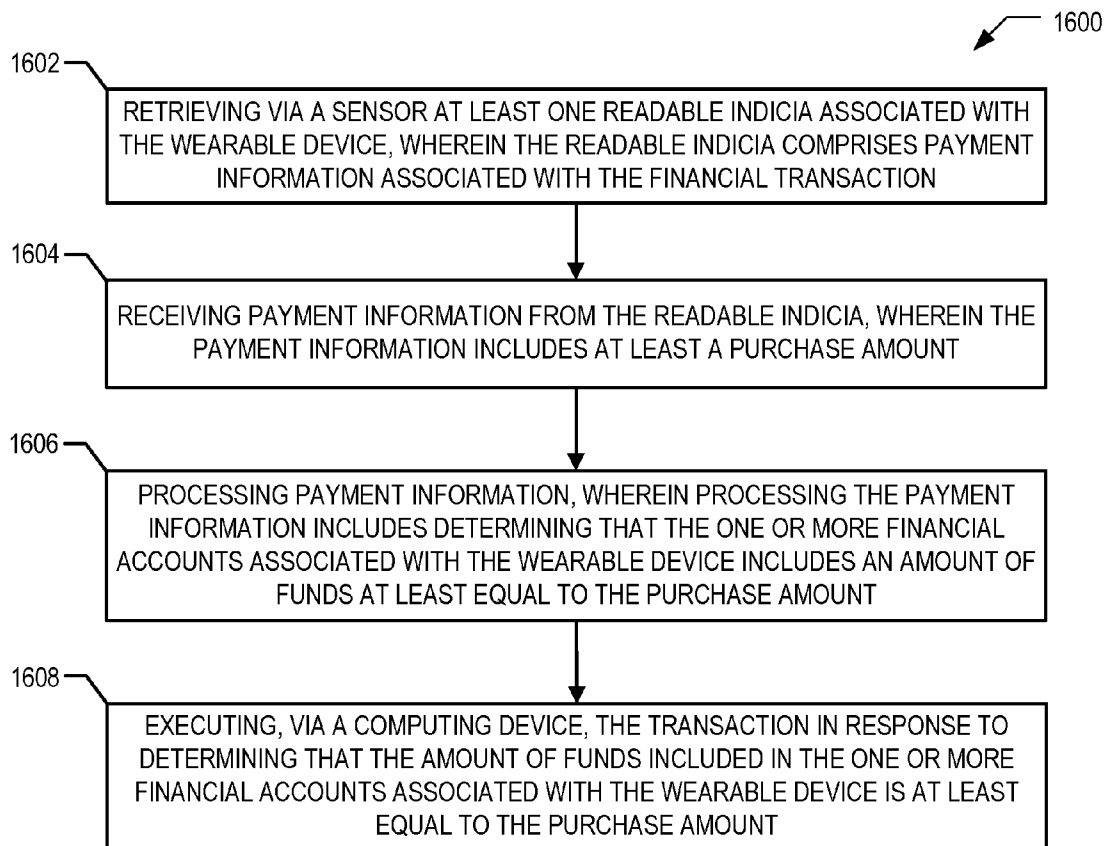 1600
1602
RETRIEVING VIA A SENSOR AT LEAST ONE READABLE INDICIA ASSOCIATED WITH
THE WEARABLE DEVICE, WHEREIN THE READABLE INDICIA COMPRISES PAYMENT
INFORMATION ASSOCIATED WITH THE FINANCIAL TRANSACTION
1604
RECEIVING PAYMENT INFORMATION FROM THE READABLE INDICIA, WHEREIN THE
PAYMENT INFORMATION INCLUDES AT LEAST A PURCHASE AMOUNT
1606
PROCESSING PAYMENT INFORMATION, WHEREIN PROCESSING THE PAYMENT
INFORMATION INCLUDES DETERMINING THAT THE ONE OR MORE FINANCIAL
ACCOUNTS ASSOCIATED WITH THE WEARABLE DEVICE INCLUDES AN AMOUNT OF
FUNDS AT LEAST EQUAL TO THE PURCHASE AMOUNT
1608
EXECUTING, VIA A COMPUTING DEVICE, THE TRANSACTION IN RESPONSE TO
DETERMINING THAT THE AMOUNT OF FUNDS INCLUDED IN THE ONE OR MORE
FINANCIAL ACCOUNTS ASSOCIATED WITH THE WEARABLE DEVICE IS AT LEAST
EQUAL TO THE PURCHASE AMOUNT